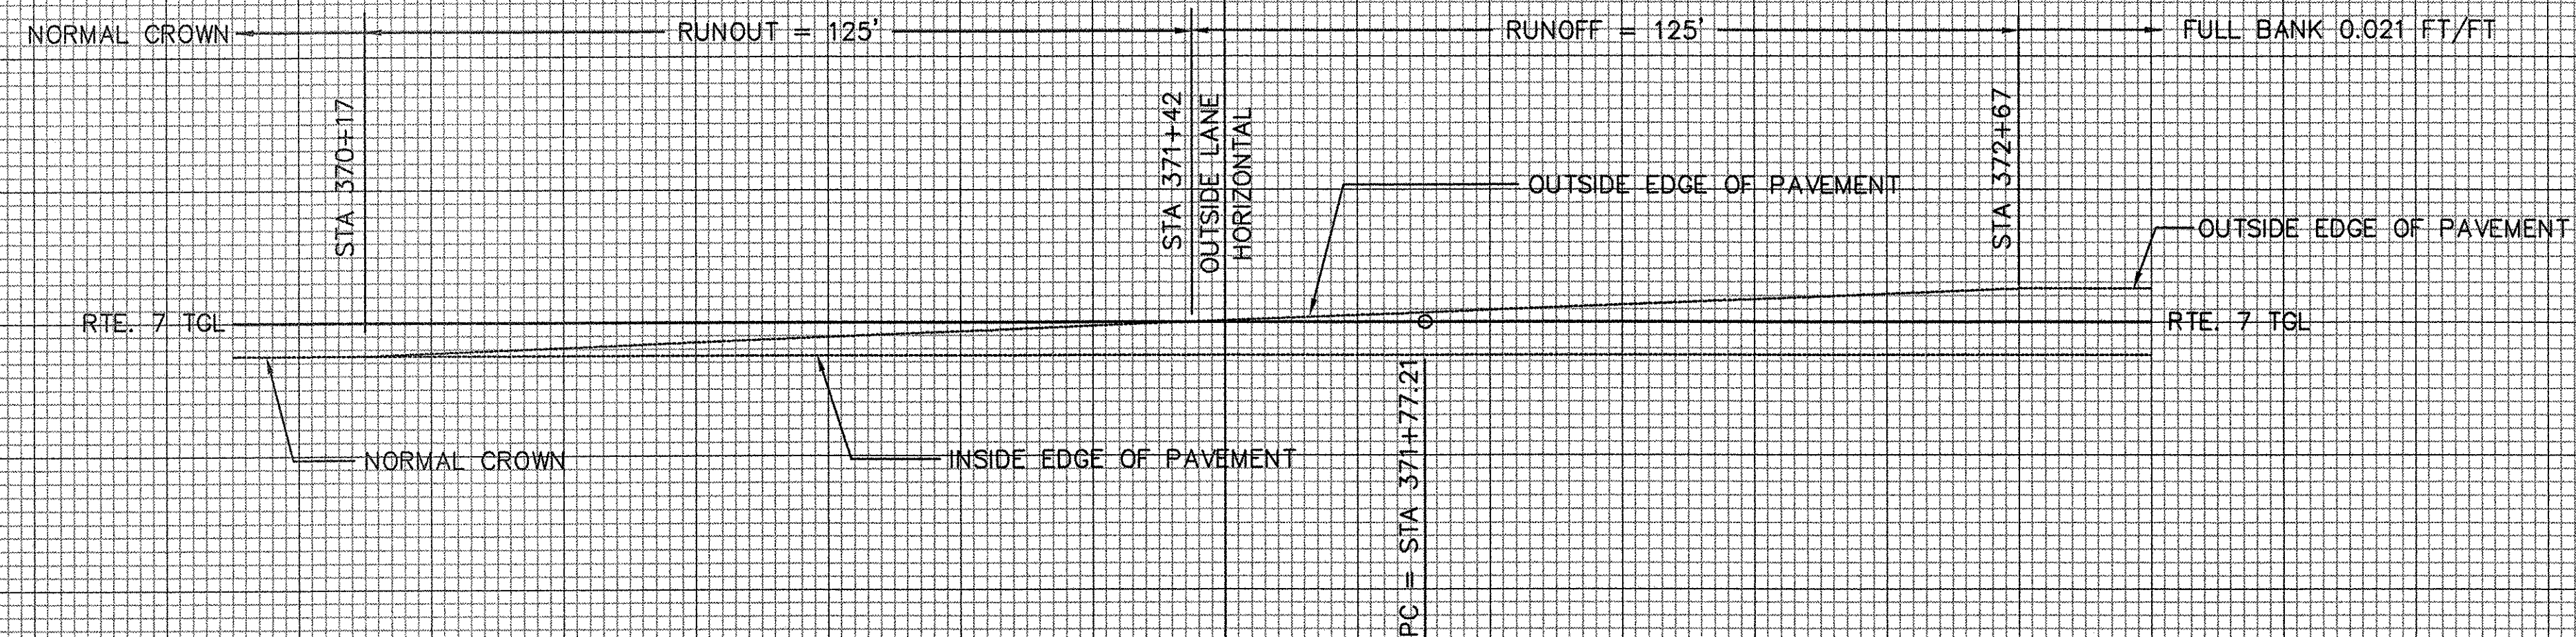 NORMAL CROWN
RUNOUT = 125'
RUNOFF = 125'
FULL BANK 0.021 FT/FT
STA 370+17
STA 371+42
OUTSIDE LANE
HORIZONTAL
STA 372+67
OUTSIDE EDGE OF PAVEMENT
OUTSIDE EDGE OF PAVEMENT
RTE. 7 TGL
RTE. 7 TGL
NORMAL CROWN
INSIDE EDGE OF PAVEMENT
PC = STA 371+77.21